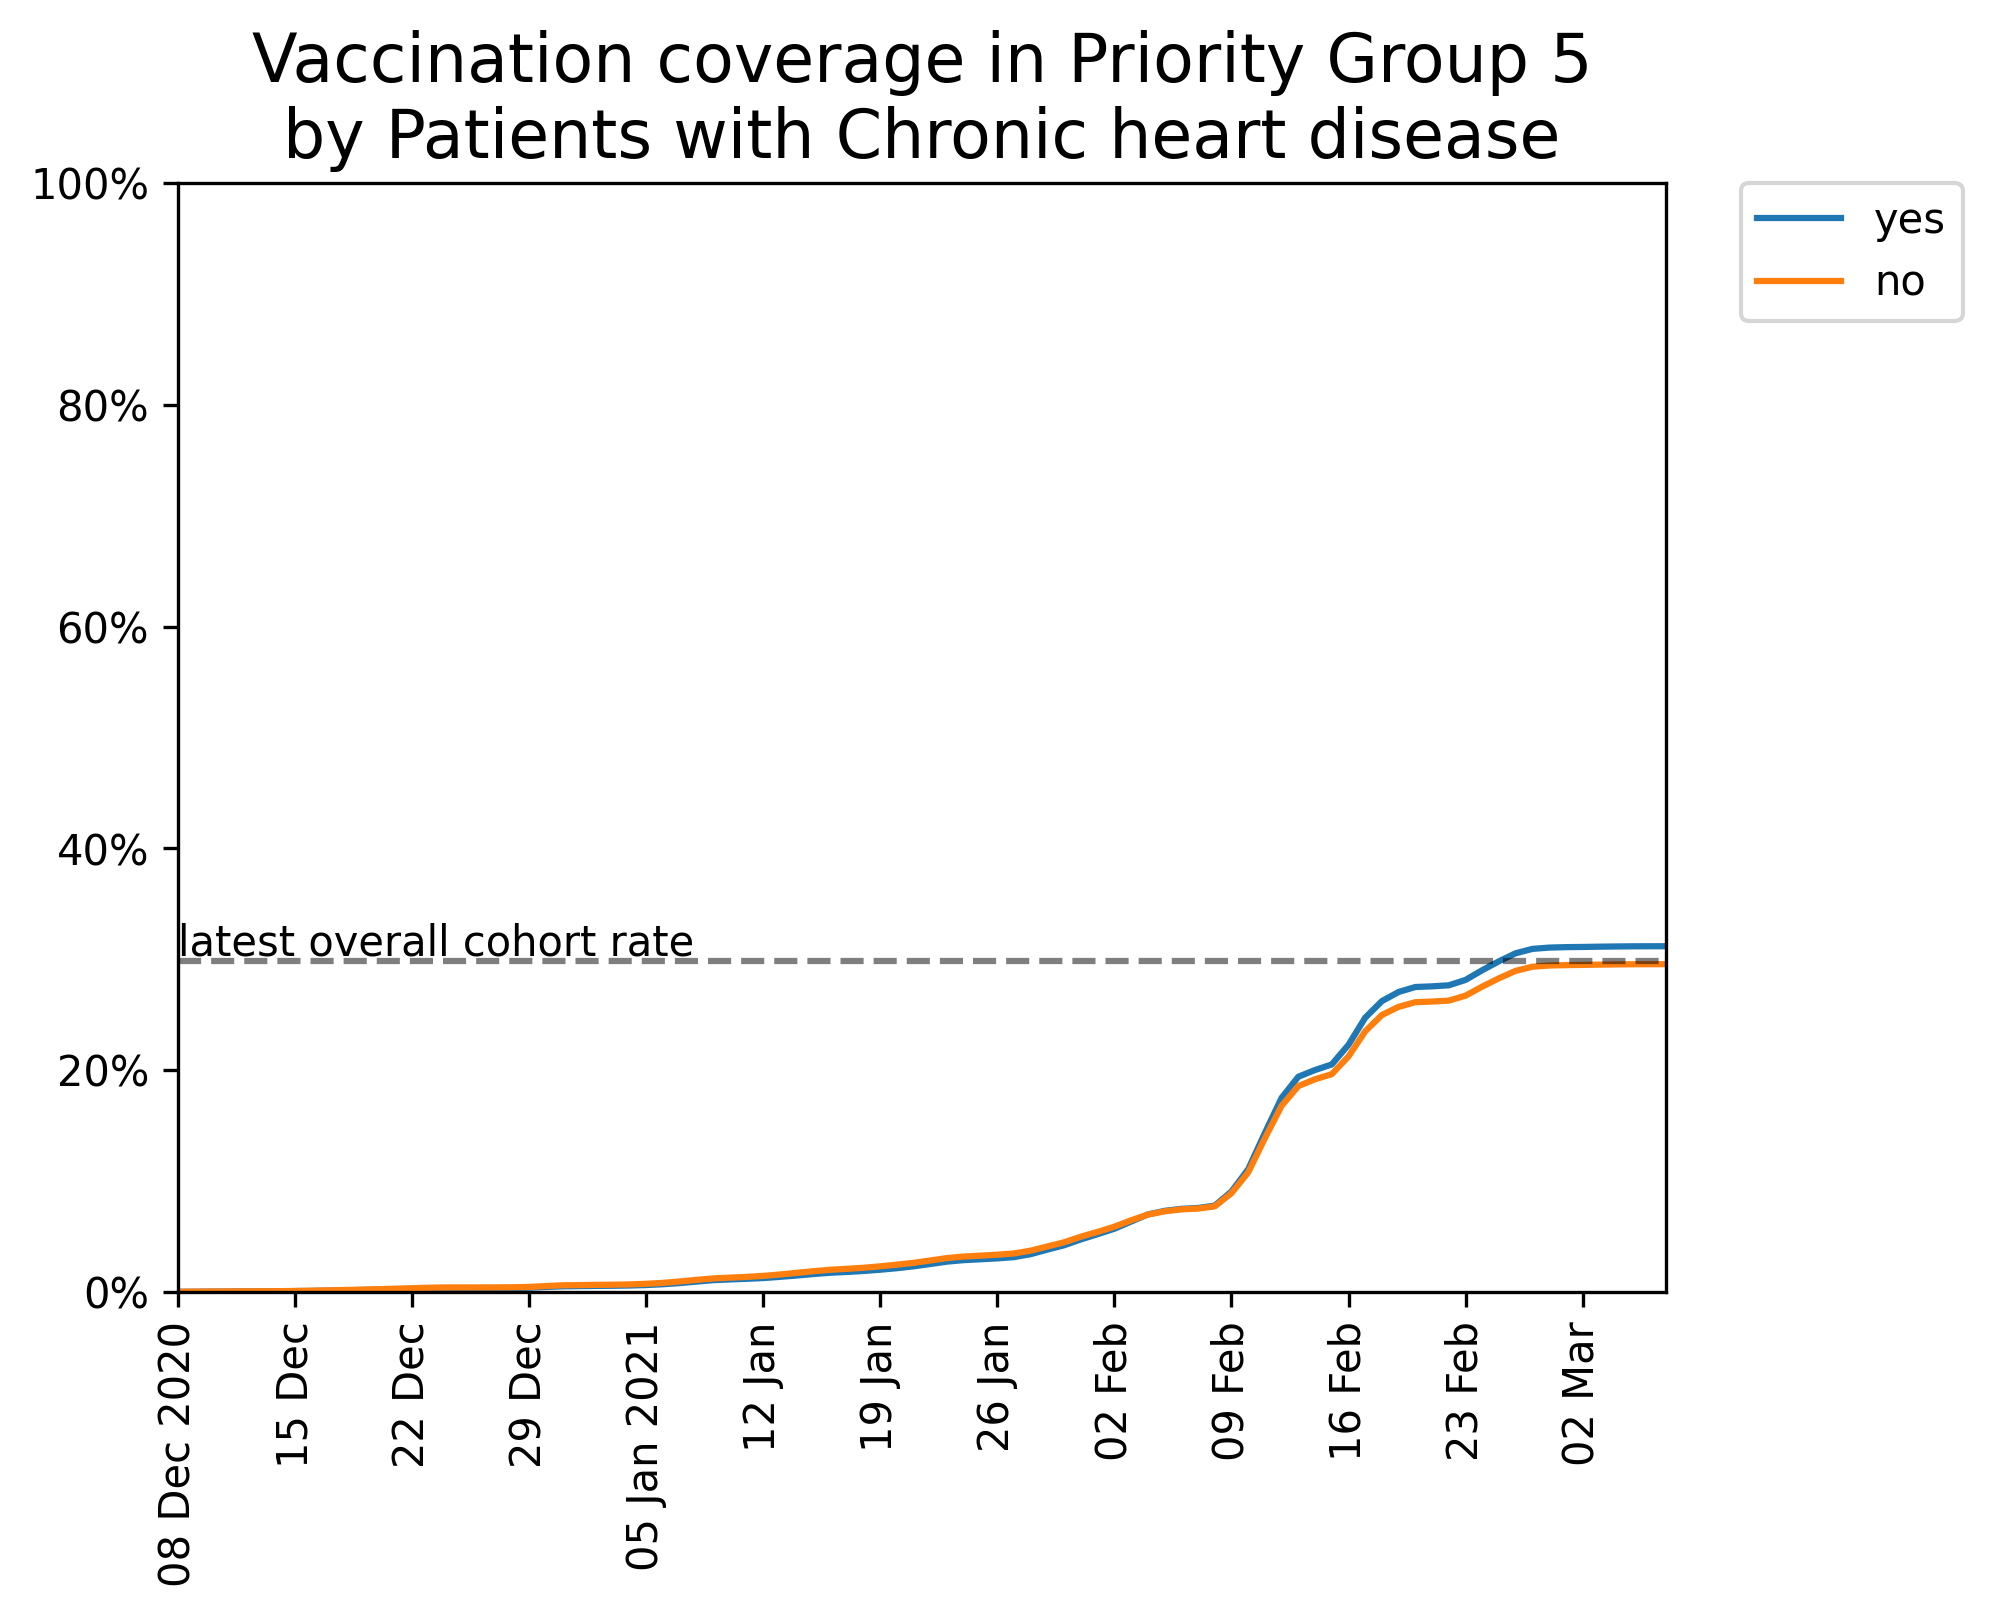 Vaccination coverage in Priority Group 5
by Patients with Chronic heart disease
100%
80%
60%
40%
20%
0%
latest overall cohort rate
yes
no
08 Dec 2020
15 Dec
22 Dec
29 Dec
05 Jan 2021
12 Jan
19 Jan
26 Jan
02 Feb
09 Feb
16 Feb
23 Feb
02 Mar